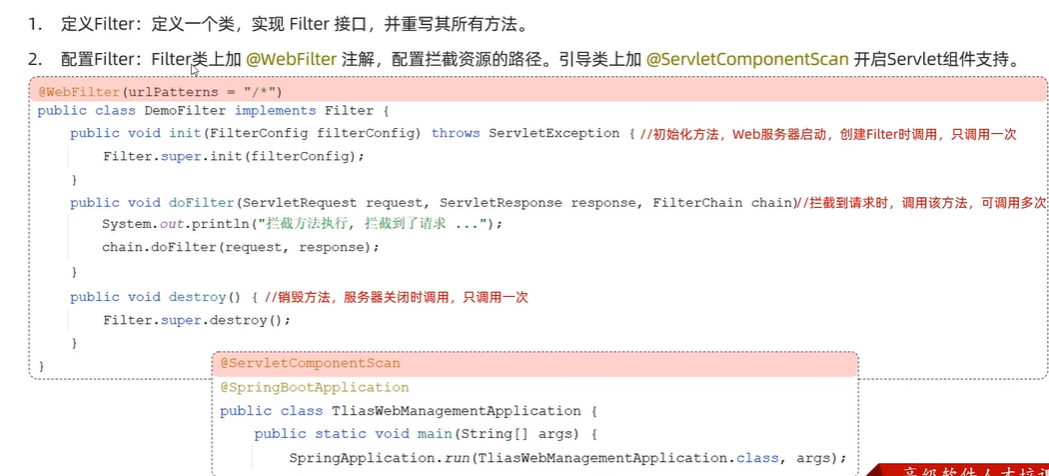 1. 定义Filter：定义一个类，实现 Filter 接口，并重写其所有方法。
2. 配置Filter：Filter类上加 @WebFilter 注解，配置拦截资源的路径。引导类上加 @ServletComponentScan 开启Servlet组件支持。
@WebFilter(urlPatterns = "/*")
public class DemoFilter implements Filter {
public void init(FilterConfig filterConfig) throws ServletException { //初始化方法，Web服务器启动，创建Filter时调用，只调用一次
Filter.super.init(filterConfig);
}
public void doFilter(ServletRequest request, ServletResponse response, FilterChain chain)//拦截到请求时，调用该方法，可调用多次
System.out.println("拦截方法执行, 拦截到了请求 ...");
chain.doFilter(request, response);
}
public void destroy() { //销毁方法，服务器关闭时调用，只调用一次
Filter.super.destroy();
}
}
@ServletComponentScan
@SpringBootApplication
public class TliasWebManagementApplication {
public static void main(String[] args) {
SpringApplication.run(TliasWebManagementApplication.class, args);
高级软件人才培训